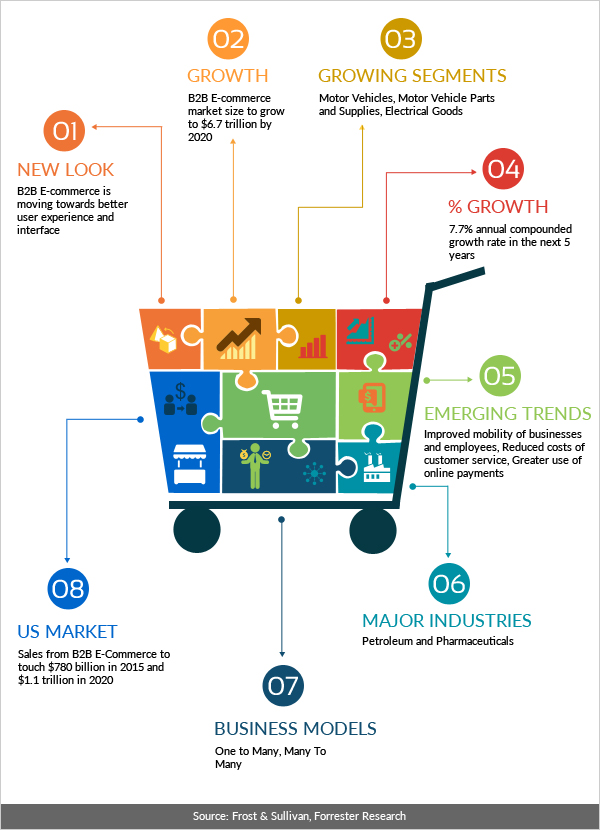 01
NEW LOOK
B2B E-commerce is
moving towards better
user experience and
interface
02
GROWTH
B2B E-commerce
market size to grow
to $6.7 trillion by
2020
03
GROWING SEGMENTS
Motor Vehicles, Motor Vehicle Parts
and Supplies, Electrical Goods
04
% GROWTH
7.7% annual compounded
growth rate in the next 5
years
05
EMERGING TRENDS
Improved mobility of businesses
and employees, Reduced costs of
customer service, Greater use of
online payments
06
MAJOR INDUSTRIES
Petroleum and Pharmaceuticals
07
BUSINESS MODELS
One to Many, Many To
Many
08
US MARKET
Sales from B2B E-Commerce to
touch $780 billion in 2015 and
$1.1 trillion in 2020
$
$
%
Source: Frost & Sullivan, Forrester Research